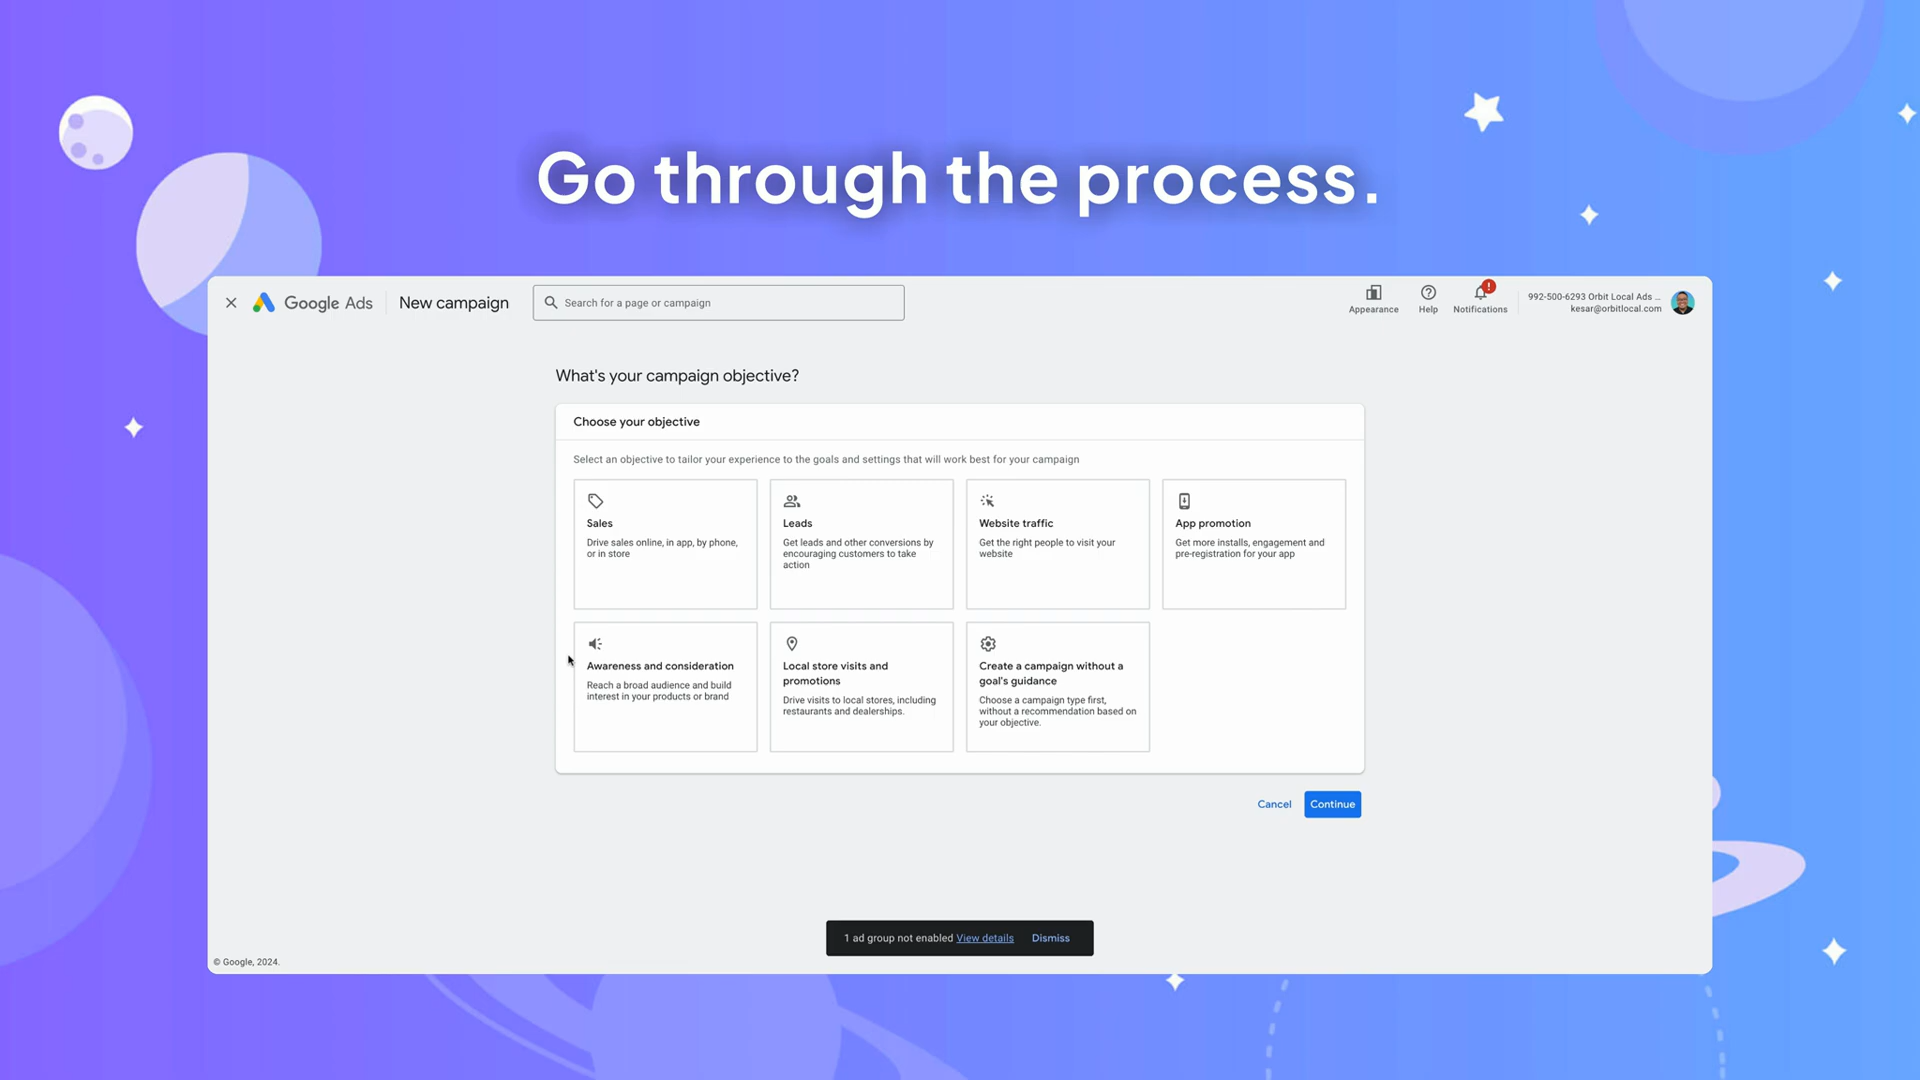 Go through the process.
Google Ads
New campaign
Search for a page or campaign
Appearance
Help
!
Notifications
992-500-6293 Orbit Local Ads ...
kesar@orbitlocal.com
What's your campaign objective?
Choose your objective
Select an objective to tailor your experience to the goals and settings that will work best for your campaign
Sales
Drive sales online, in app, by phone,
or in store
Leads
Get leads and other conversions by
encouraging customers to take
action
Website traffic
Get the right people to visit your
website
App promotion
Get more installs, engagement and
pre-registration for your app
Awareness and consideration
Reach a broad audience and build
interest in your products or brand
Local store visits and
promotions
Drive visits to local stores, including
restaurants and dealerships.
Create a campaign without a
goal's guidance
Choose a campaign type first,
without a recommendation based on
your objective.
Cancel
Continue
1 ad group not enabled View details Dismiss
© Google, 2024.